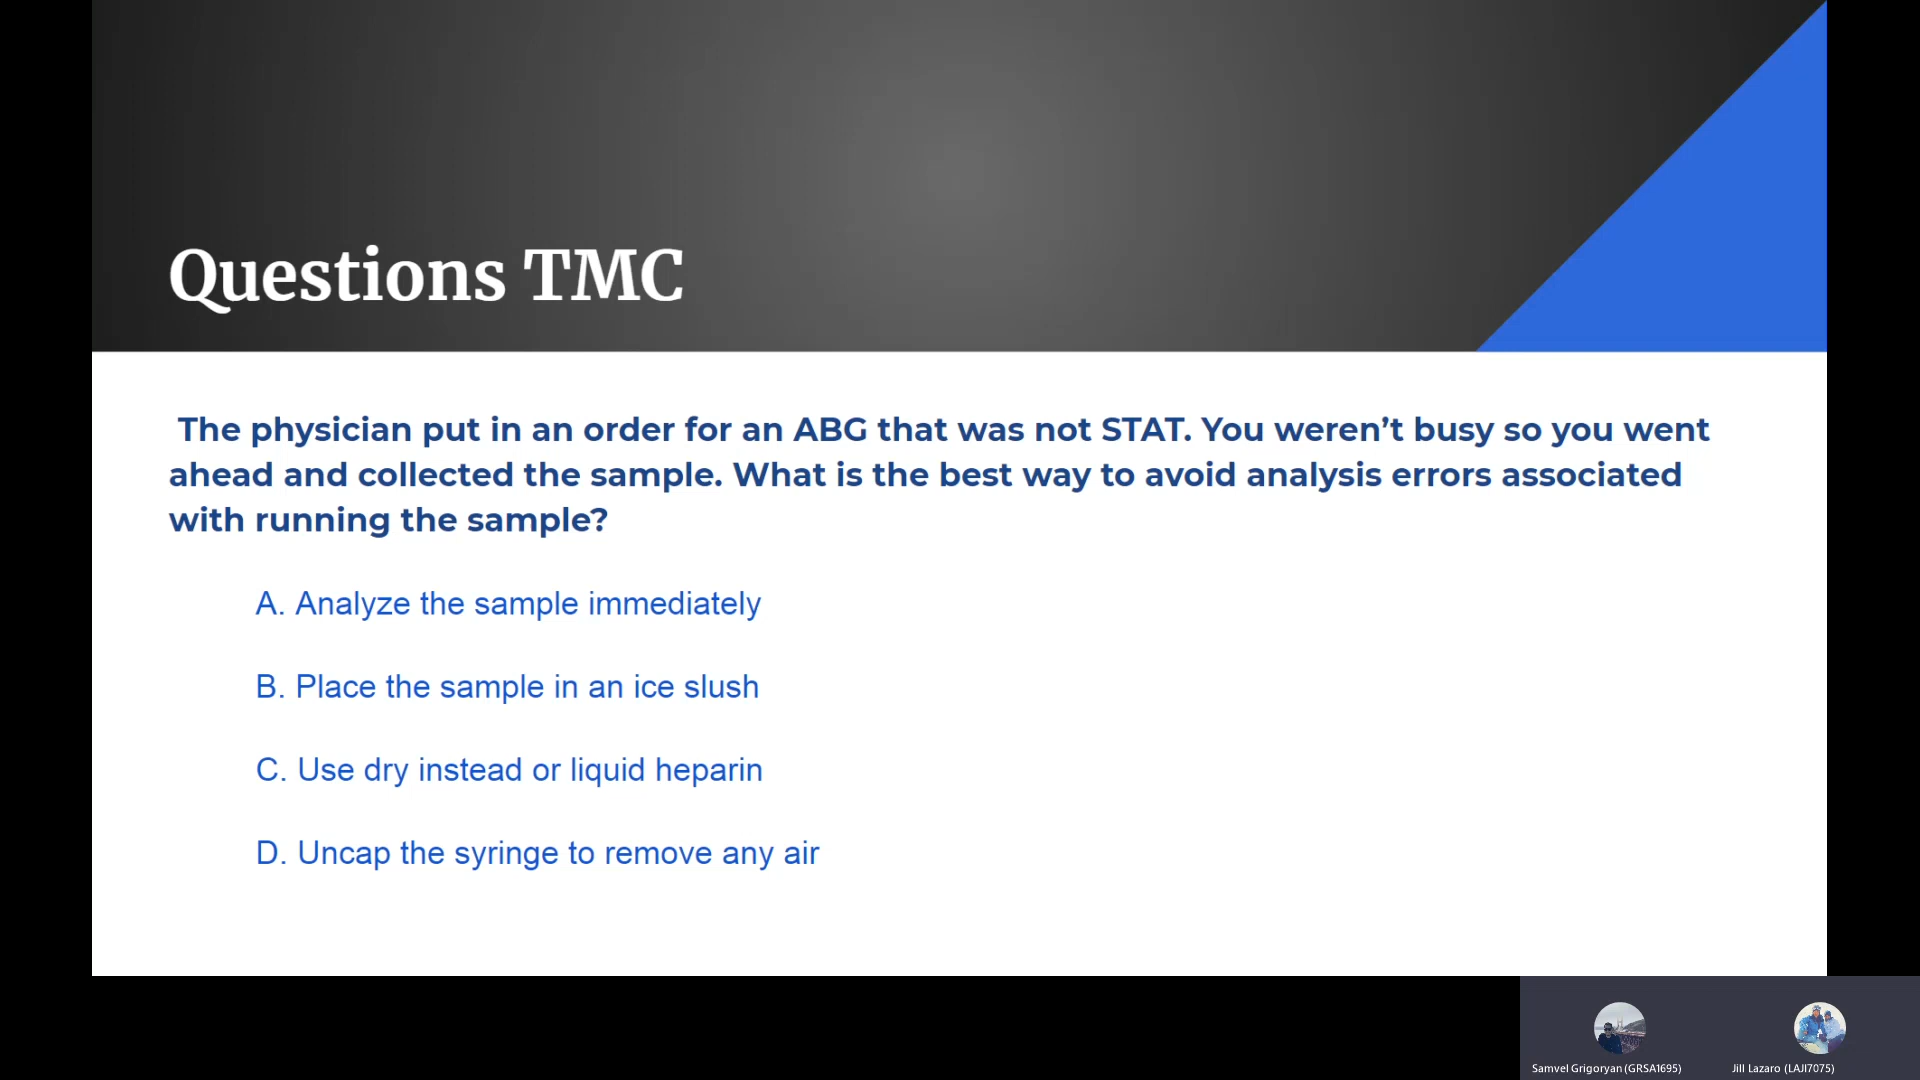 Questions TMC
The physician put in an order for an ABG that was not STAT. You weren’t busy so you went
ahead and collected the sample. What is the best way to avoid analysis errors associated
with running the sample?
A. Analyze the sample immediately
B. Place the sample in an ice slush
C. Use dry instead or liquid heparin
D. Uncap the syringe to remove any air
Samvel Grigoryan (GRSA1695)
Jill Lazaro (LAJI7075)